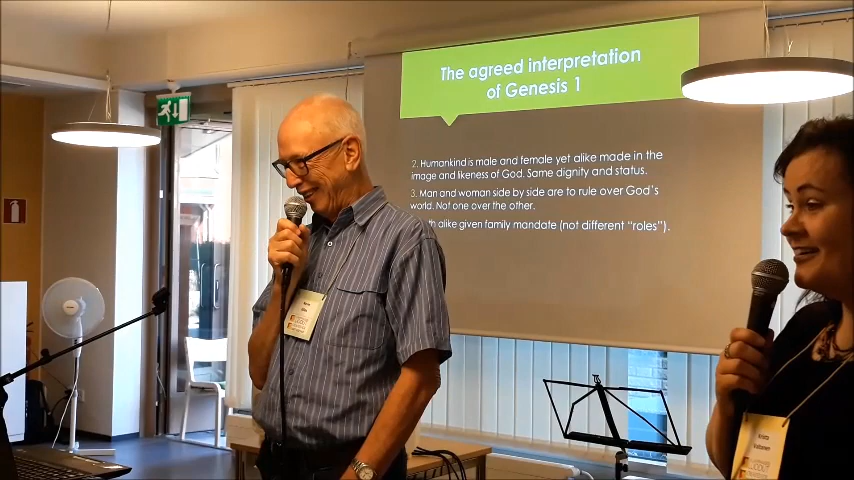 The agreed interpretation
of Genesis 1
2. Humankind is male and female yet alike made in the
image and likeness of God. Same dignity and status.
3. Man and woman side by side are to rule over God's
world. Not one over the other.
alike given family mandate (not different "roles").